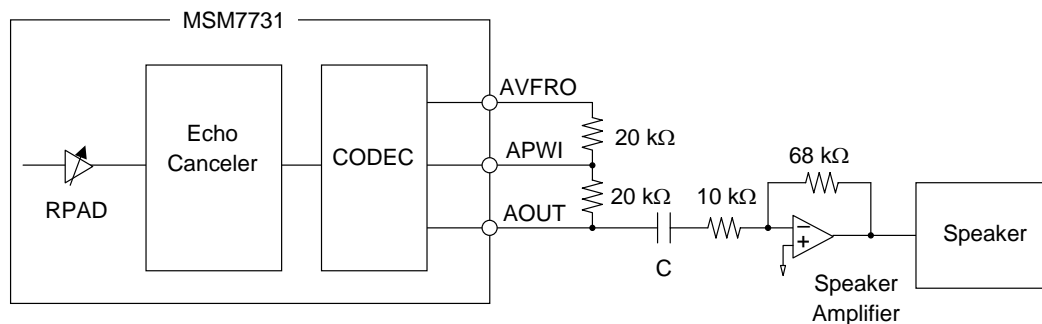 MSM7731
AVFRO
Echo
Canceler
CODEC
20 kΩ
APWI
68 kΩ
RPAD
20 kΩ
10 kΩ
AOUT
Speaker
C
Speaker
Amplifier